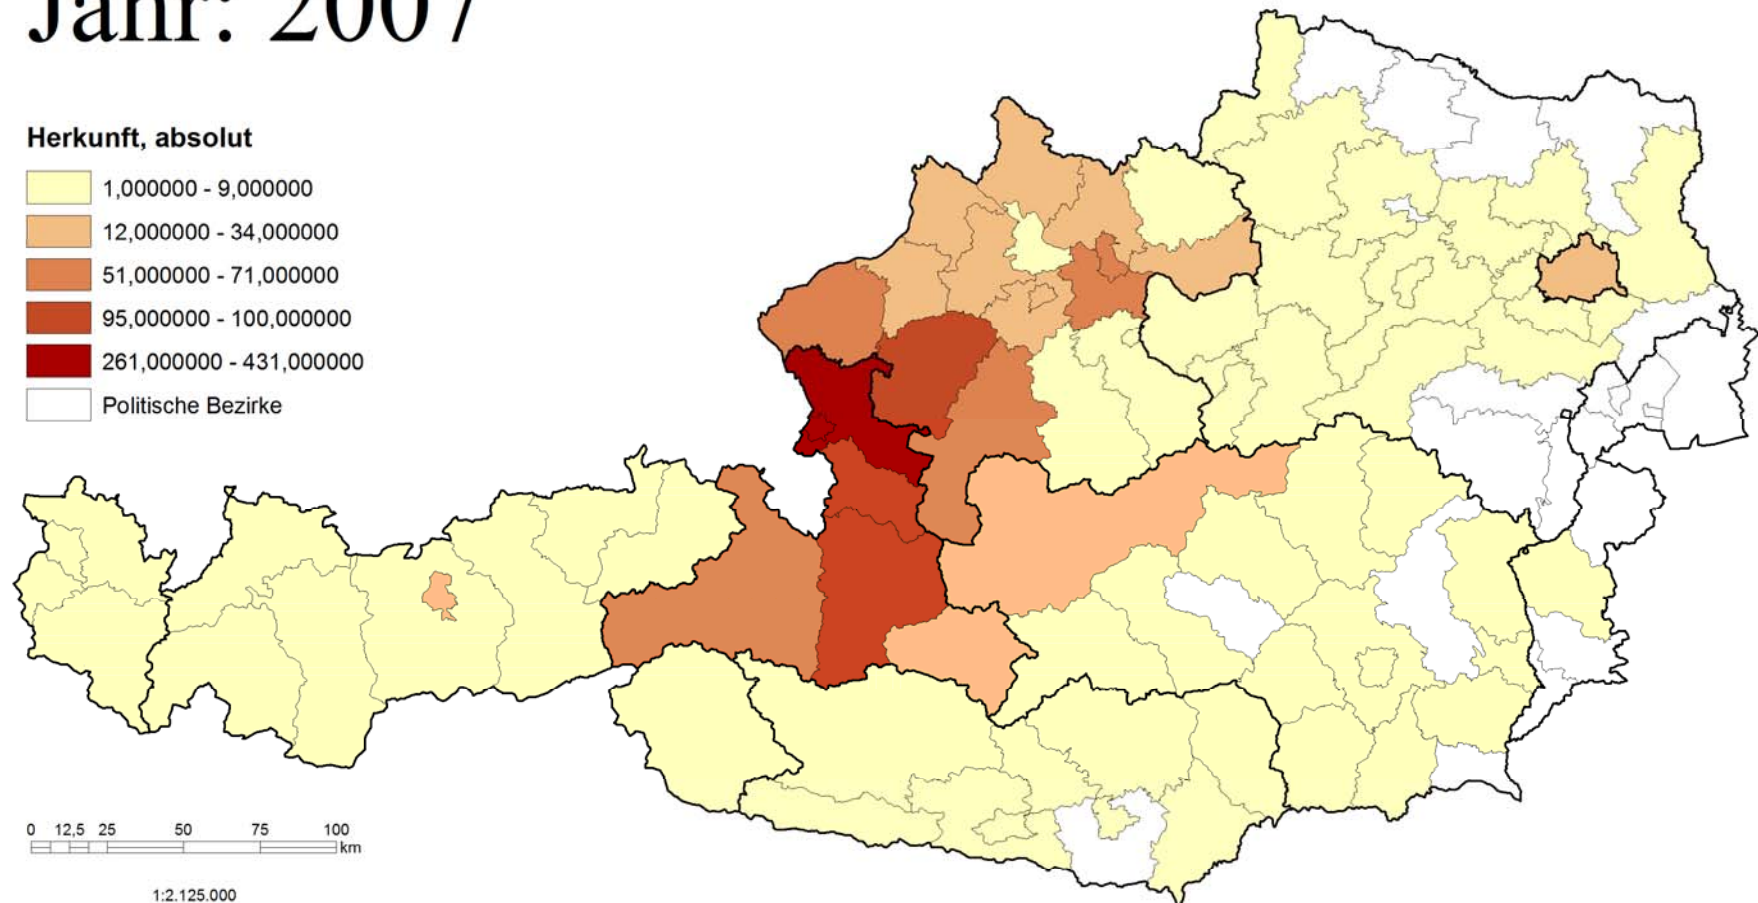 Jahr: 2007
Herkunft, absolut
1,000000 - 9,000000
12,000000 - 34,000000
51,000000 - 71,000000
95,000000 - 100,000000
261,000000 - 431,000000
Politische Bezirke
0 12,5 25 50 75 100
km
1:2.125.000